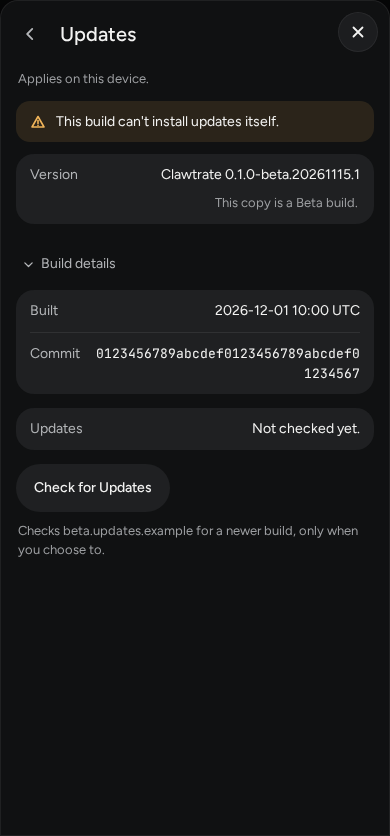 Updates
Applies on this device.
This build can't install updates itself.
Version Clawtrate 0.1.0-beta.20261115.1
This copy is a Beta build.
Build details
Built 2026-12-01 10:00 UTC
Commit 0123456789abcdef0123456789abcdef0
1234567
Updates Not checked yet.
Check for Updates
Checks beta.updates.example for a newer build, only when
you choose to.